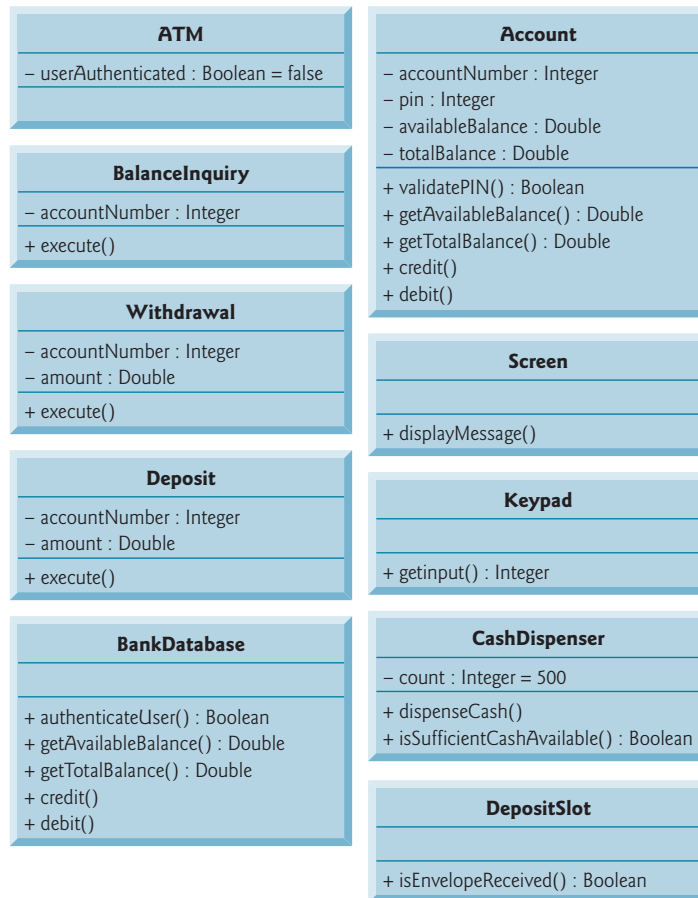 ATM
– userAuthenticated : Boolean = false
BalanceInquiry
– accountNumber : Integer
+ execute()
Withdrawal
– accountNumber : Integer
– amount : Double
+ execute()
Deposit
– accountNumber : Integer
– amount : Double
+ execute()
BankDatabase
+ authenticateUser() : Boolean
+ getAvailableBalance() : Double
+ getTotalBalance() : Double
+ credit()
+ debit()
Account
– accountNumber : Integer
– pin : Integer
– availableBalance : Double
– totalBalance : Double
+ validatePIN() : Boolean
+ getAvailableBalance() : Double
+ getTotalBalance() : Double
+ credit()
+ debit()
Screen
+ displayMessage()
Keypad
+ getinput() : Integer
CashDispenser
– count : Integer = 500
+ dispenseCash()
+ isSufficientCashAvailable() : Boolean
DepositSlot
+ isEnvelopeReceived() : Boolean